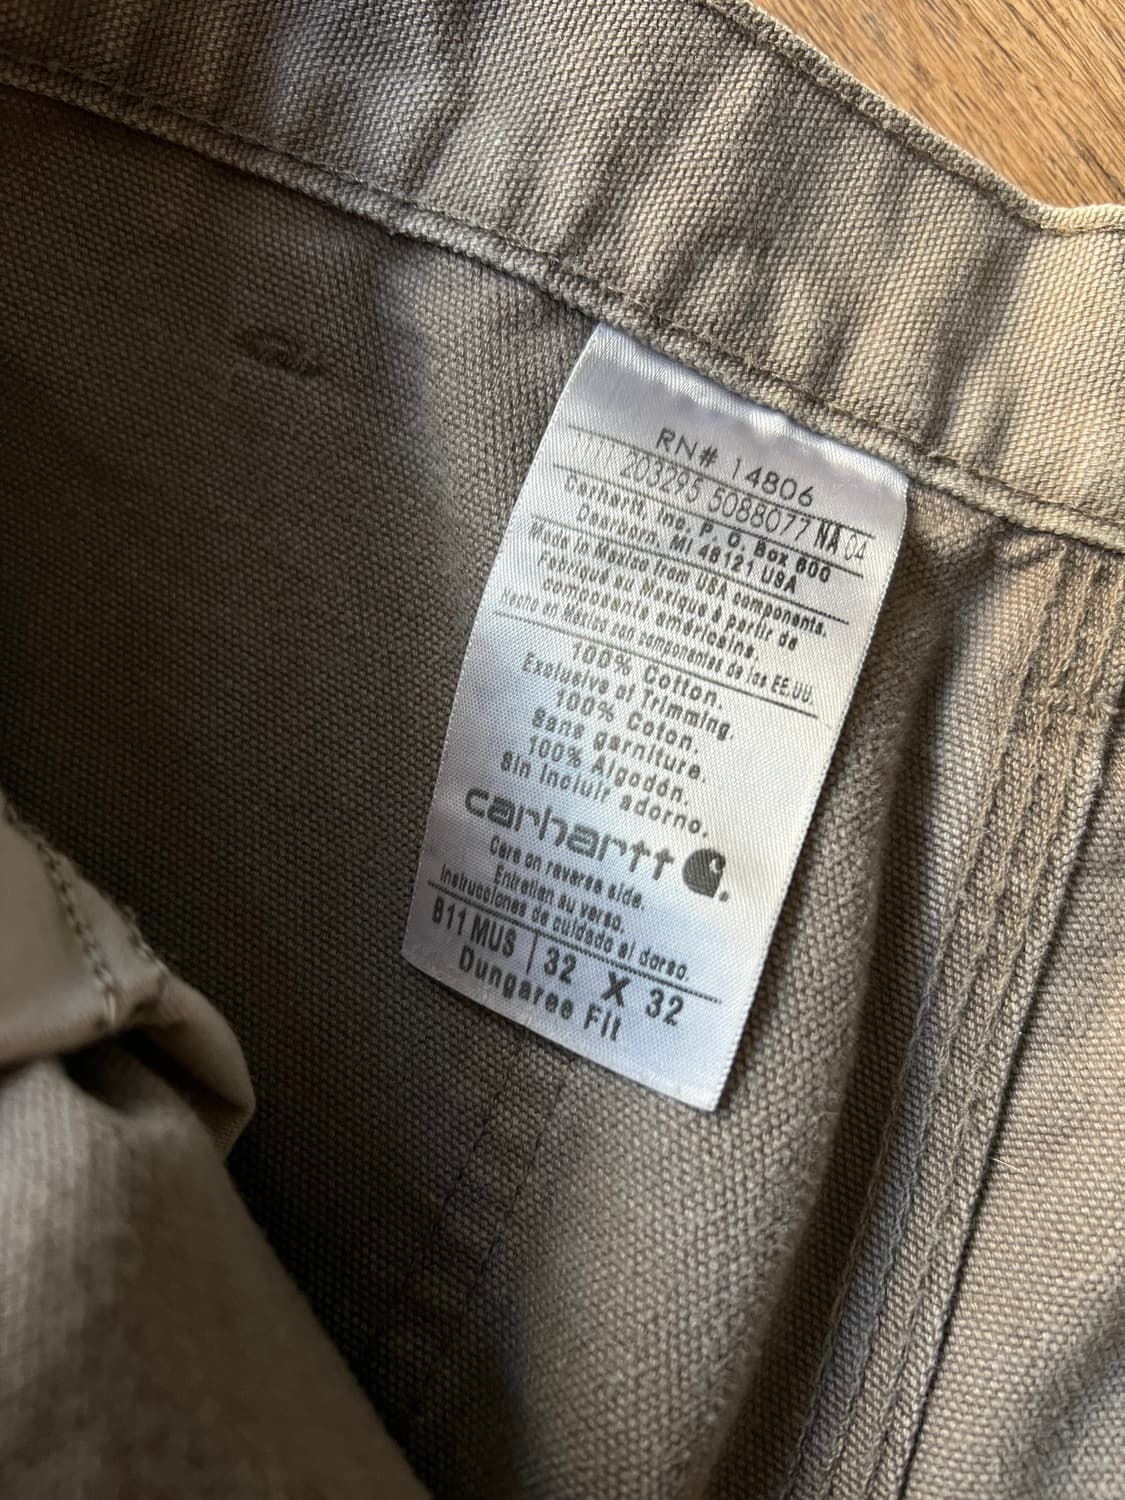 RN# 14806
203295 5088077 NA 04
Carhartt, Inc. P. O. Box 600
Dearborn, MI 48121 USA
Made in Mexico from USA components.
Fabriqué au Mexique à partir de
composants américains.
Hecho en México con componentes de los EE.UU.
100% Cotton.
Exclusive of Trimming.
100% Coton.
Sans garniture.
100% Algodón.
Sin incluir adorno.
carhartt
Care on reverse side.
Entretien au verso.
Instrucciones de cuidado al dorso.
B11 MUS | 32 X 32
Dungaree Fit